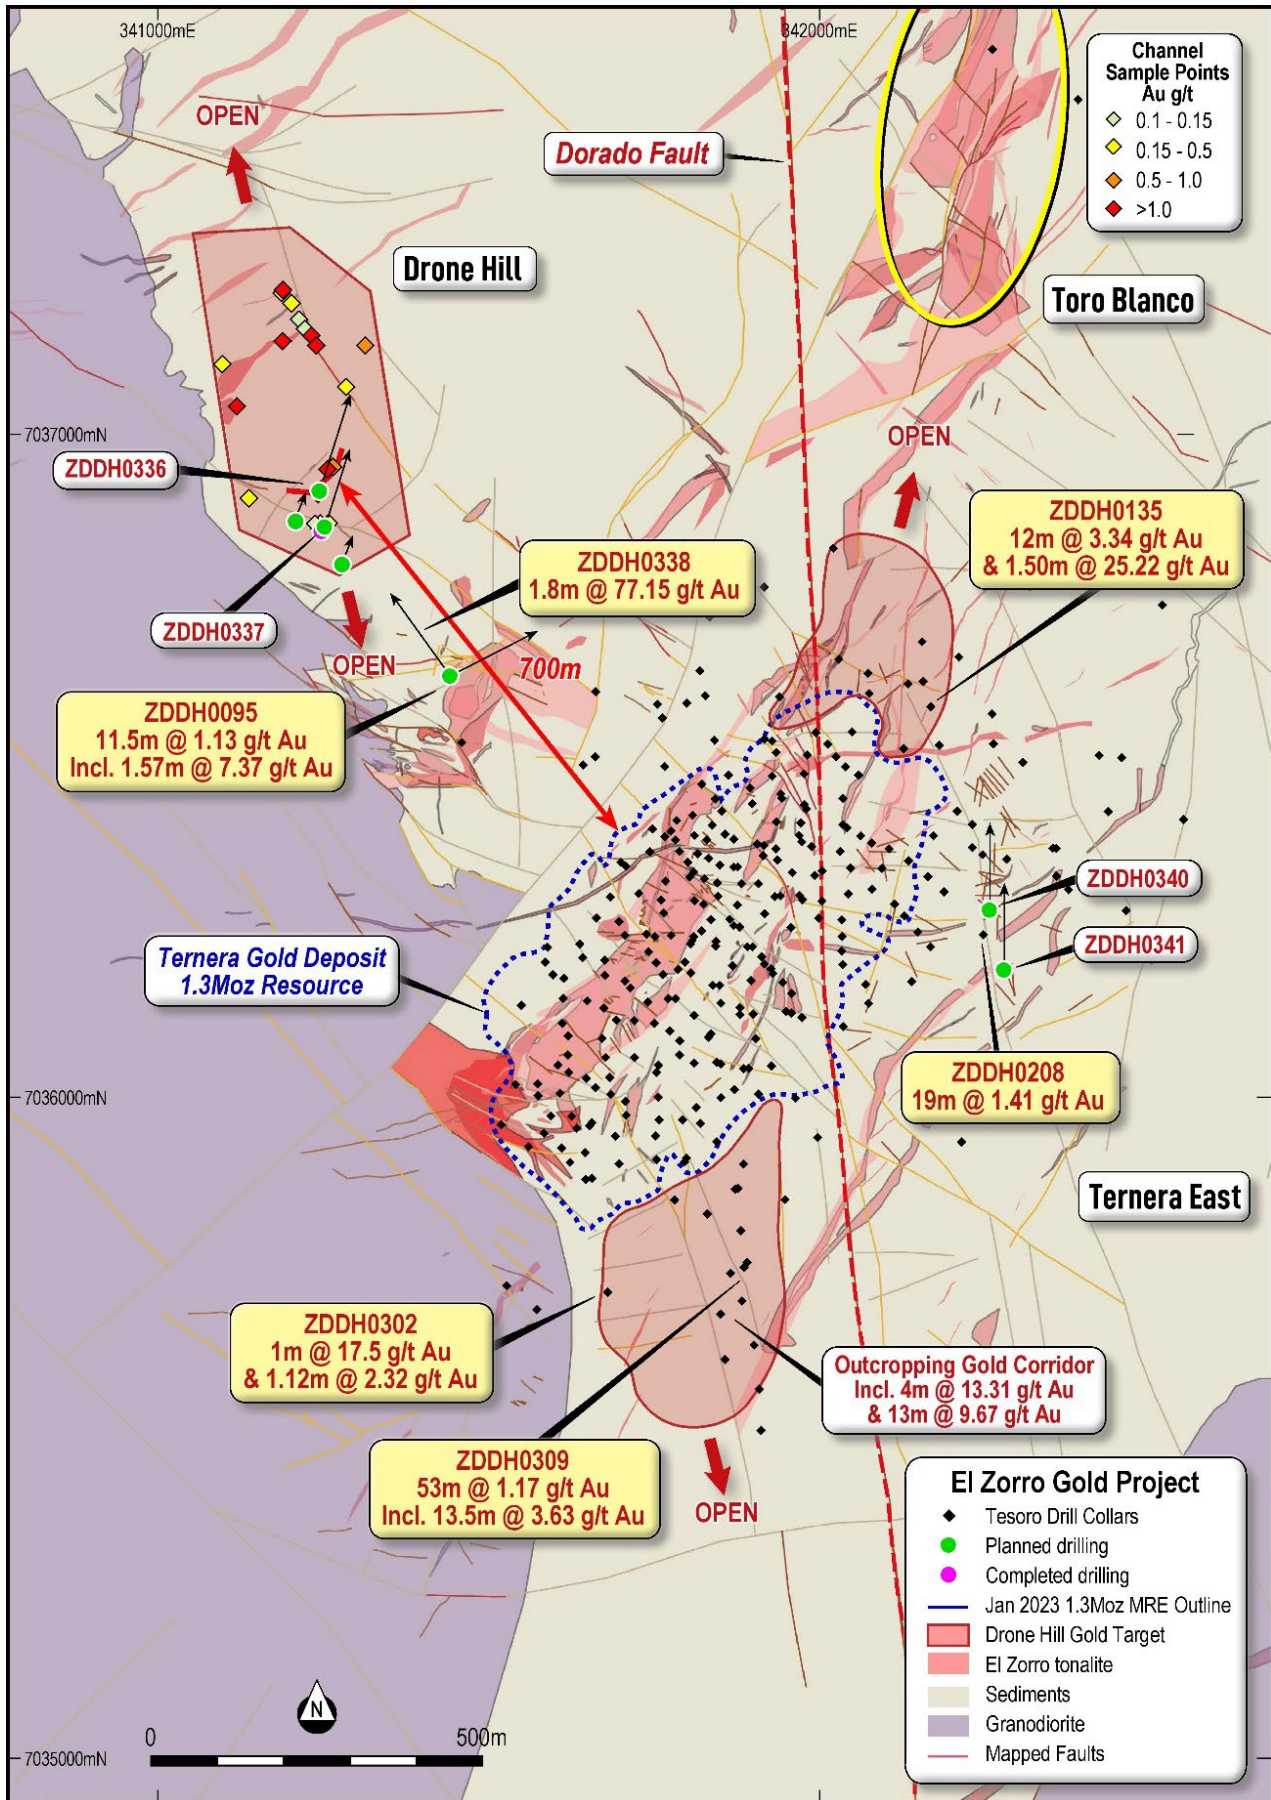 341000mE
342000mE
Channel
Sample Points
Au g/t
0.1 - 0.15
0.15 - 0.5
0.5 - 1.0
>1.0
OPEN
Dorado Fault
Drone Hill
Toro Blanco
7037000mN
OPEN
ZDDH0336
ZDDH0135
12m @ 3.34 g/t Au
& 1.50m @ 25.22 g/t Au
ZDDH0338
1.8m @ 77.15 g/t Au
ZDDH0337
OPEN
700m
ZDDH0095
11.5m @ 1.13 g/t Au
Incl. 1.57m @ 7.37 g/t Au
ZDDH0340
ZDDH0341
Ternera Gold Deposit
1.3Moz Resource
ZDDH0208
19m @ 1.41 g/t Au
7036000mN
Ternera East
ZDDH0302
1m @ 17.5 g/t Au
& 1.12m @ 2.32 g/t Au
Outcropping Gold Corridor
Incl. 4m @ 13.31 g/t Au
& 13m @ 9.67 g/t Au
ZDDH0309
53m @ 1.17 g/t Au
Incl. 13.5m @ 3.63 g/t Au
OPEN
El Zorro Gold Project
Tesoro Drill Collars
Planned drilling
Completed drilling
Jan 2023 1.3Moz MRE Outline
Drone Hill Gold Target
El Zorro tonalite
Sediments
Granodiorite
Mapped Faults
N
0
500m
7035000mN